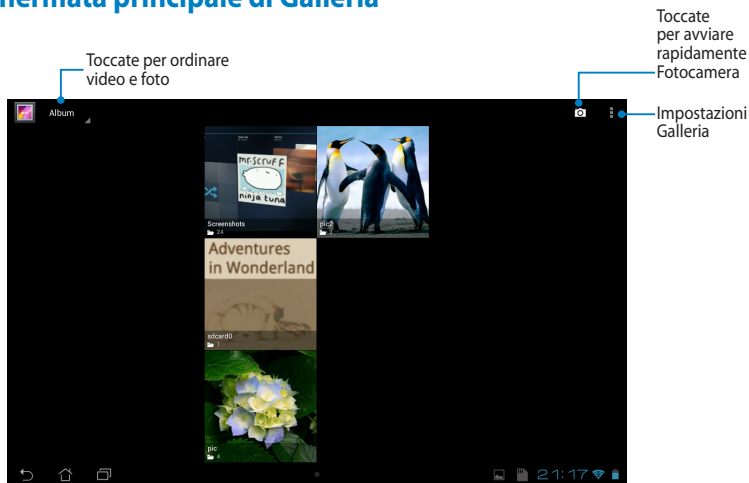 Schermata principale di Galleria
Toccate per ordinare
video e foto
Toccate
per avviare
rapidamente
Fotocamera
Impostazioni
Galleria
Album
mr.scruff
ninja tuna
Screenshots
24
pic2
Adventures
in Wonderland
sdcard0
1
pic
4
21:17